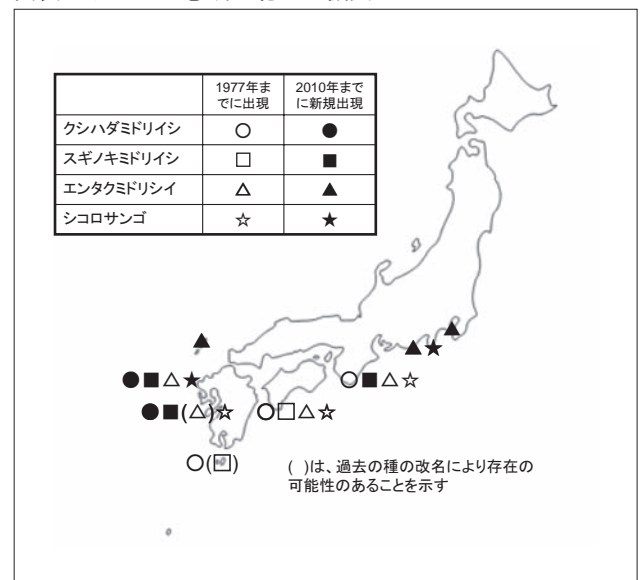 1977年ま
でに出現
2010年まで
に新規出現
クシハダミドリイシ ○ ●
スギノキミドリイシ □ ■
エンタクミドリシイ △ ▲
シコロサンゴ ☆ ★
▲
▲
▲★
●■△★
○■△☆
●■(△)☆
○□△☆
○(□)
( )は、過去の種の改名により存在の
可能性のあることを示す